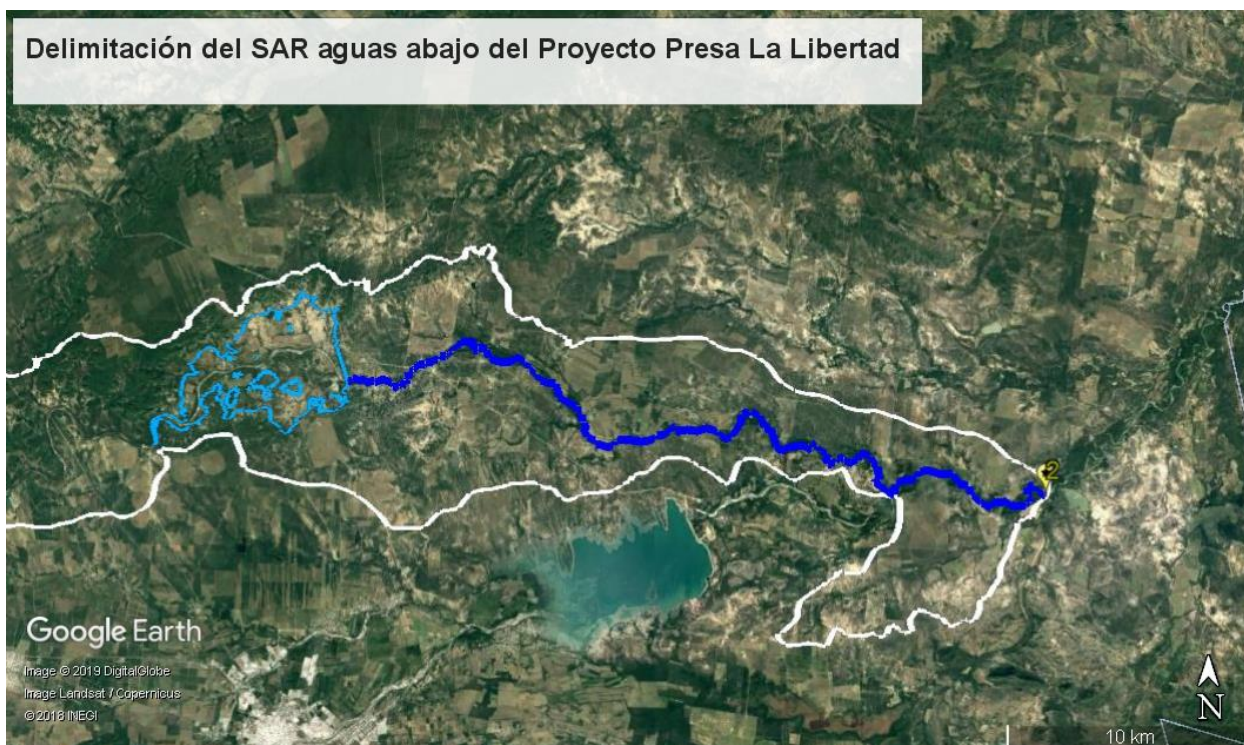 Delimitación del SAR aguas abajo del Proyecto Presa La Libertad
2
Google Earth
Image © 2019 DigitalGlobe
Image Landsat / Copernicus
© 2018 INEGI
N
10 km